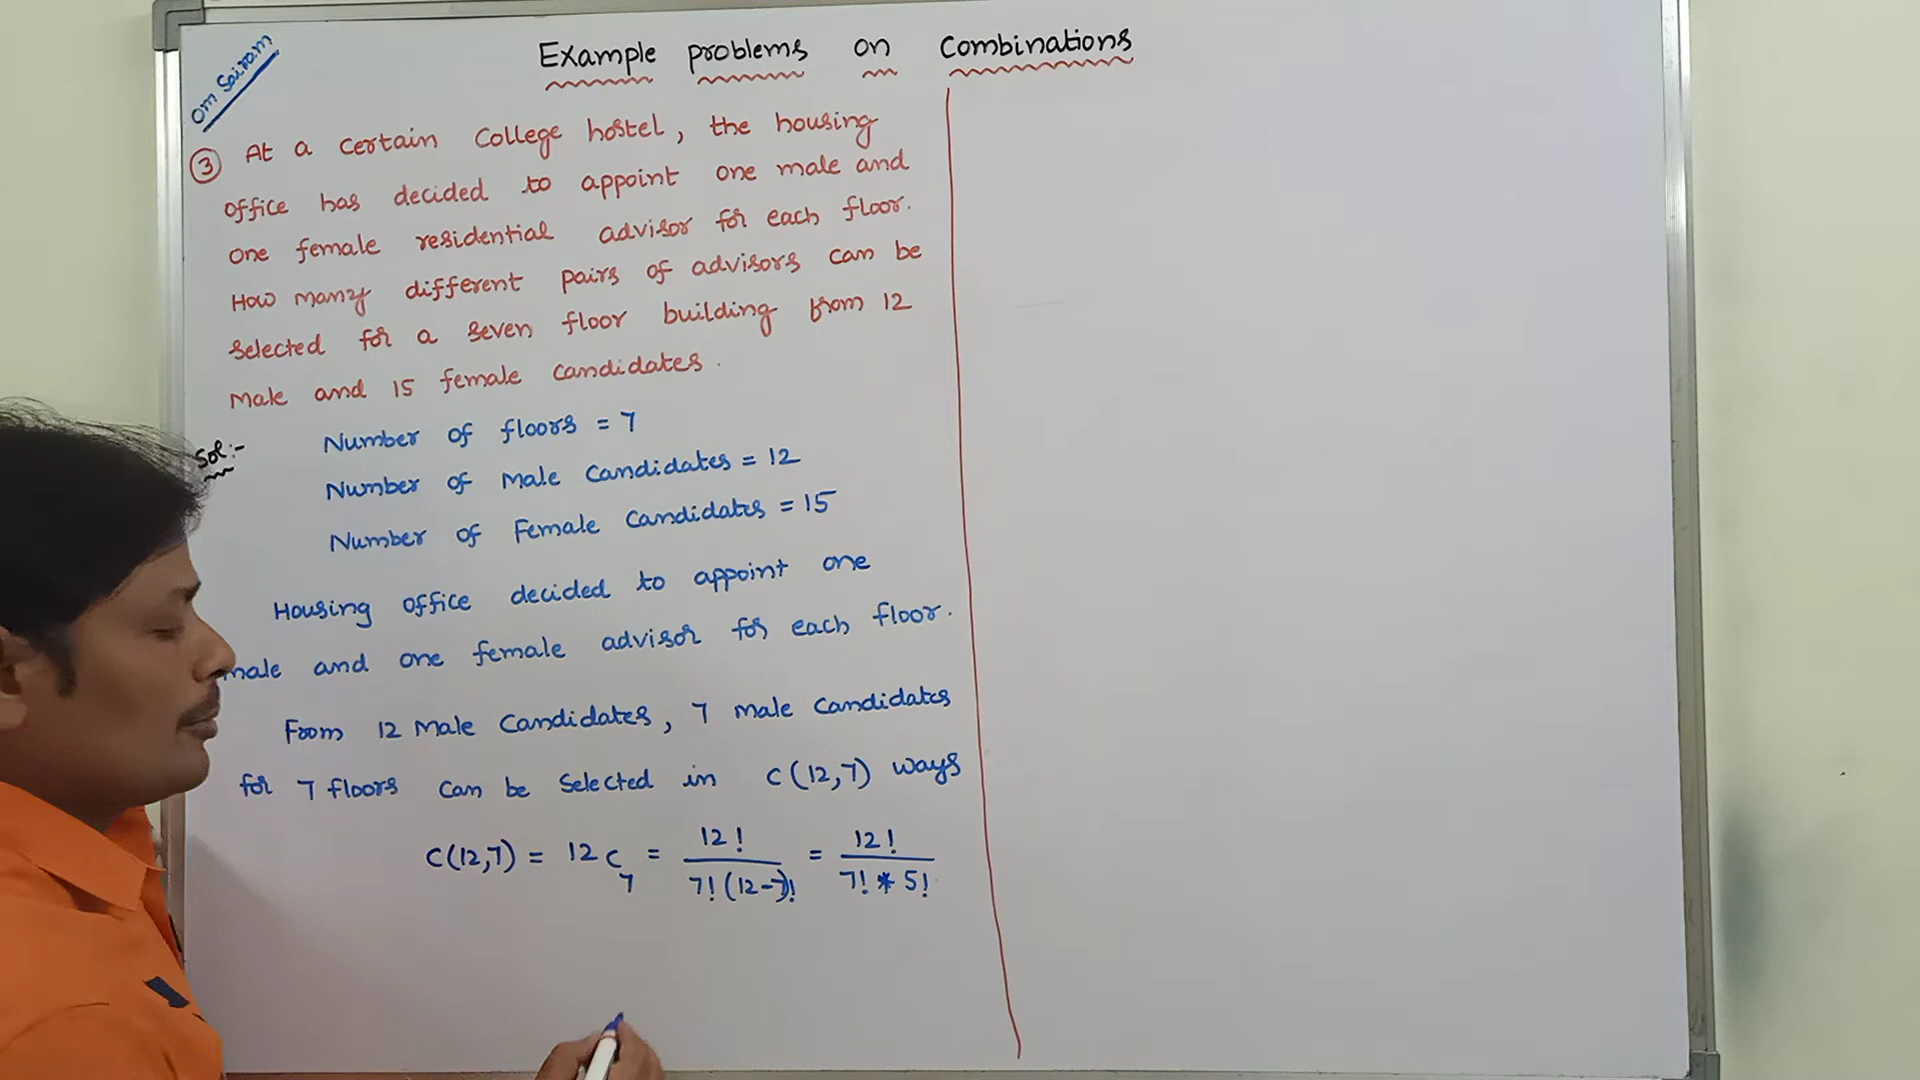 Om Sairam
Example problems on Combinations
3 At a certain College hostel, the housing
office has decided to appoint one male and
one female residential advisor for each floor.
How many different pairs of advisors can be
selected for a seven floor building from 12
Male and 15 female candidates.
Sol:- Number of floors = 7
Number of Male Candidates = 12
Number of Female Candidates = 15
Housing office decided to appoint one
male and one female advisor for each floor.
From 12 Male Candidates, 7 male candidates
for 7 floors can be selected in C(12,7) ways
C(12,7) = 12C7 = 12! / 7!(12-7)! = 12! / 7! * 5!